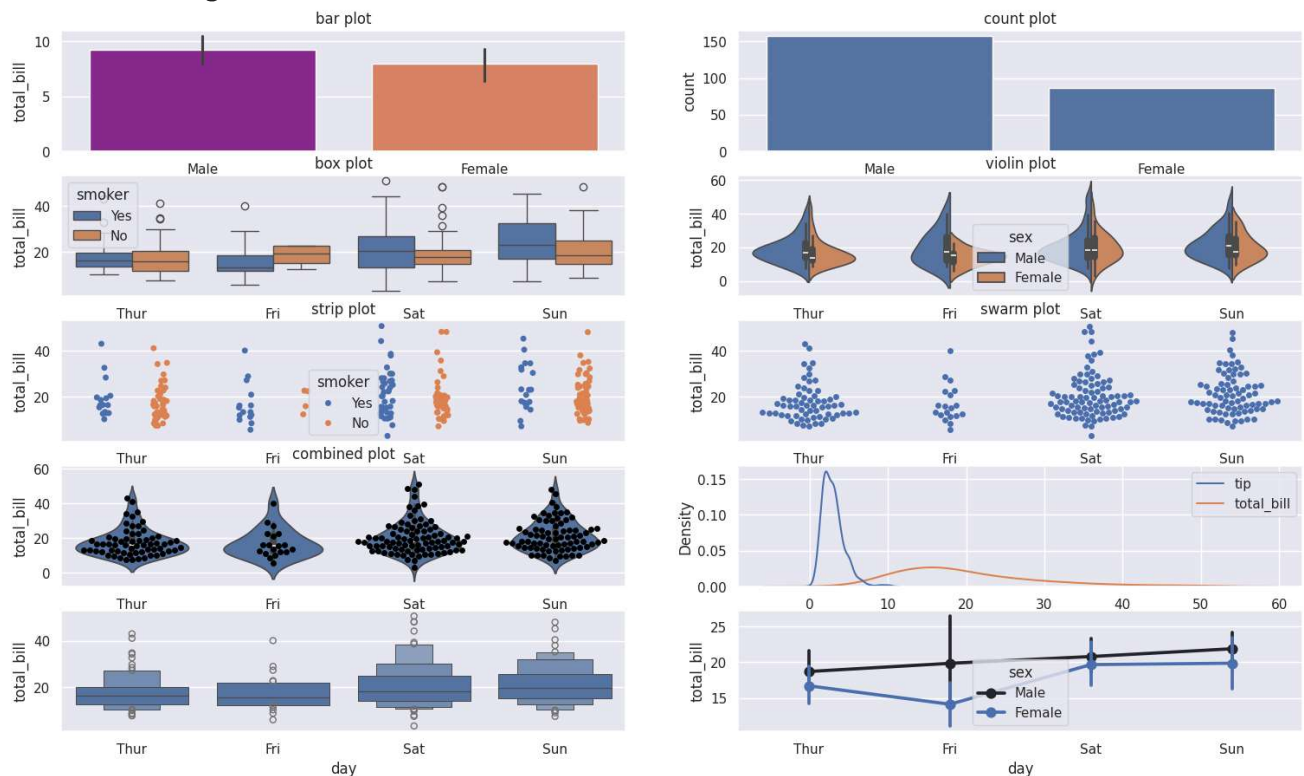 bar plot
10
5
0
total_bill
Male
Female
count plot
150
100
50
0
count
Male
Female
box plot
40
20
total_bill
smoker
Yes
No
Thur
Fri
Sat
Sun
violin plot
60
40
20
0
total_bill
sex
Male
Female
Thur
Fri
Sat
Sun
strip plot
40
20
total_bill
smoker
Yes
No
Thur
Fri
Sat
Sun
swarm plot
40
20
total_bill
Thur
Fri
Sat
Sun
combined plot
60
40
20
0
total_bill
Thur
Fri
Sat
Sun
0.15
0.10
0.05
0.00
Density
tip
total_bill
0
10
20
30
40
50
60
40
20
total_bill
Thur
Fri
Sat
Sun
day
25
20
15
total_bill
sex
Male
Female
Thur
Fri
Sat
Sun
day